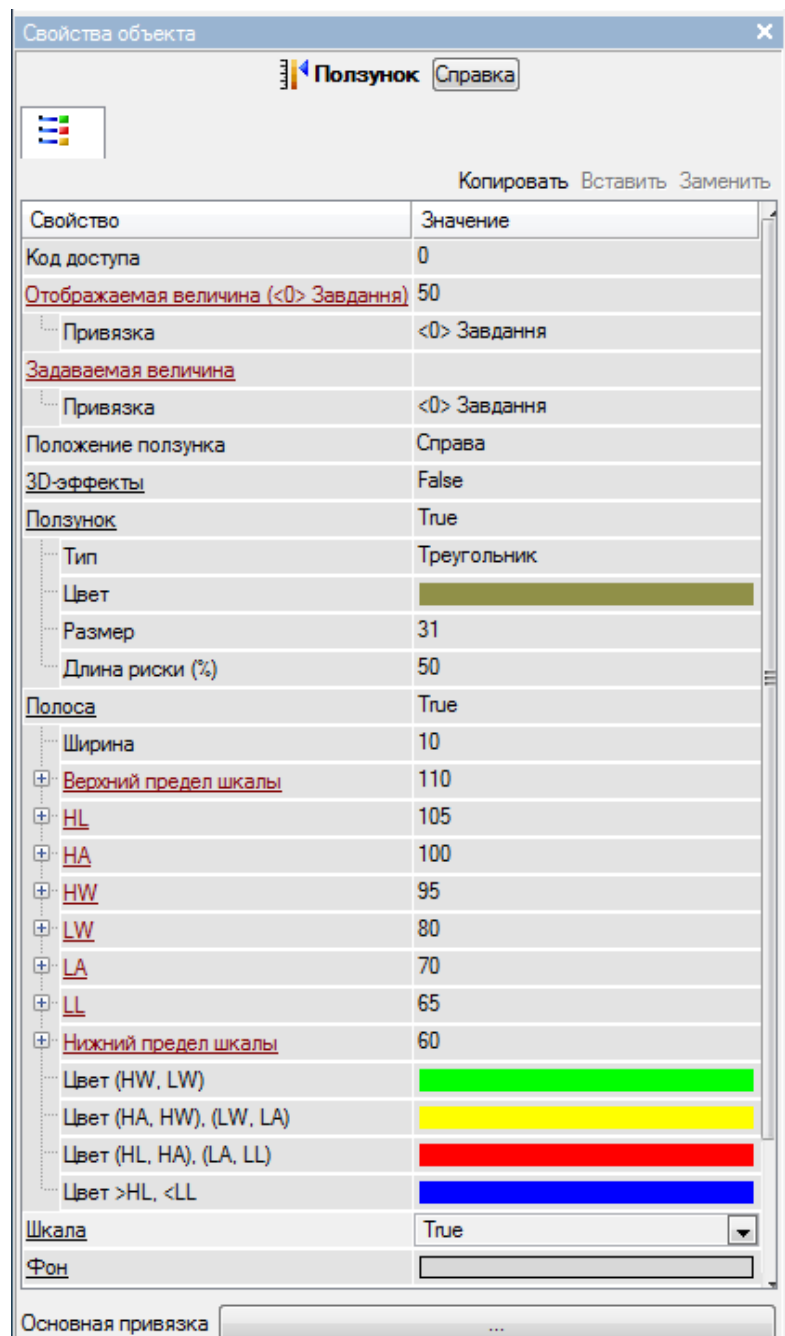 Свойства объекта
Ползунок Справка
Копировать Вставить Заменить
Свойство Значение
Код доступа 0
Отображаемая величина (<0> Завдання) 50
Привязка <0> Завдання
Задаваемая величина
Привязка <0> Завдання
Положение ползунка Справа
3D-эффекты False
Ползунок True
Тип Треугольник
Цвет
Размер 31
Длина риски (%) 50
Полоса True
Ширина 10
Верхний предел шкалы 110
HL 105
HA 100
HW 95
LW 80
LA 70
LL 65
Нижний предел шкалы 60
Цвет (HW, LW)
Цвет (HA, HW), (LW, LA)
Цвет (HL, HA), (LA, LL)
Цвет >HL, <LL
Шкала True
Фон
Основная привязка ...